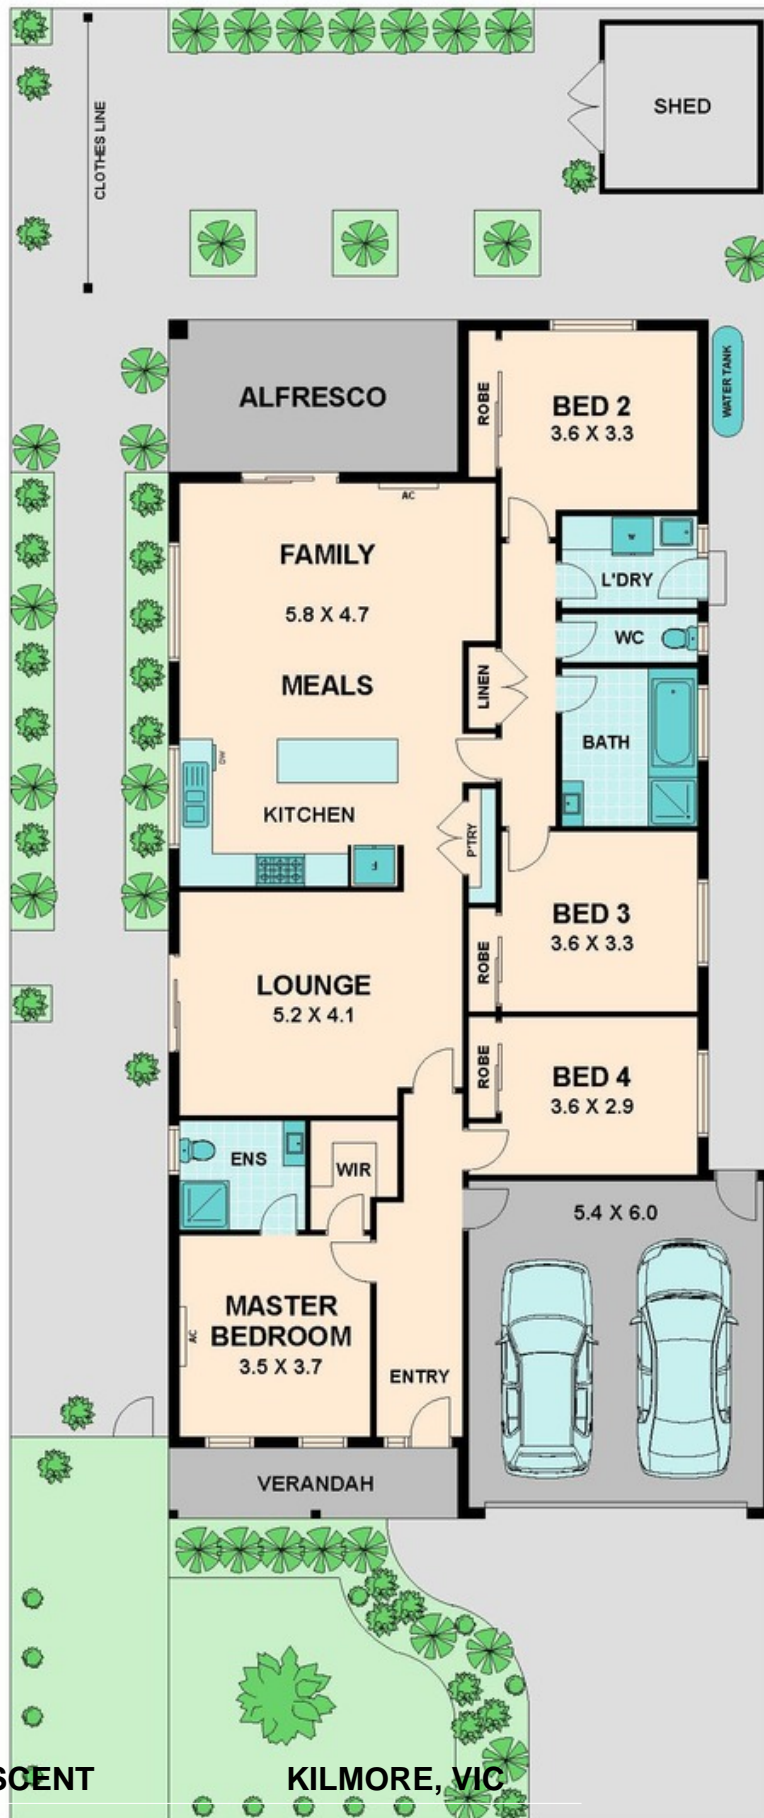 CLOTHES LINE
SHED
ALFRESCO
ROBE
BED 2
3.6 X 3.3
WATER TANK
AC
FAMILY
5.8 X 4.7
W
L'DRY
WC
MEALS
LINEN
BATH
DW
KITCHEN
P'TRY
F
BED 3
3.6 X 3.3
ROBE
LOUNGE
5.2 X 4.1
ROBE
BED 4
3.6 X 2.9
ENS
WIR
5.4 X 6.0
MASTER
BEDROOM
3.5 X 3.7
AC
ENTRY
VERANDAH
SCENT KILMORE, VIC